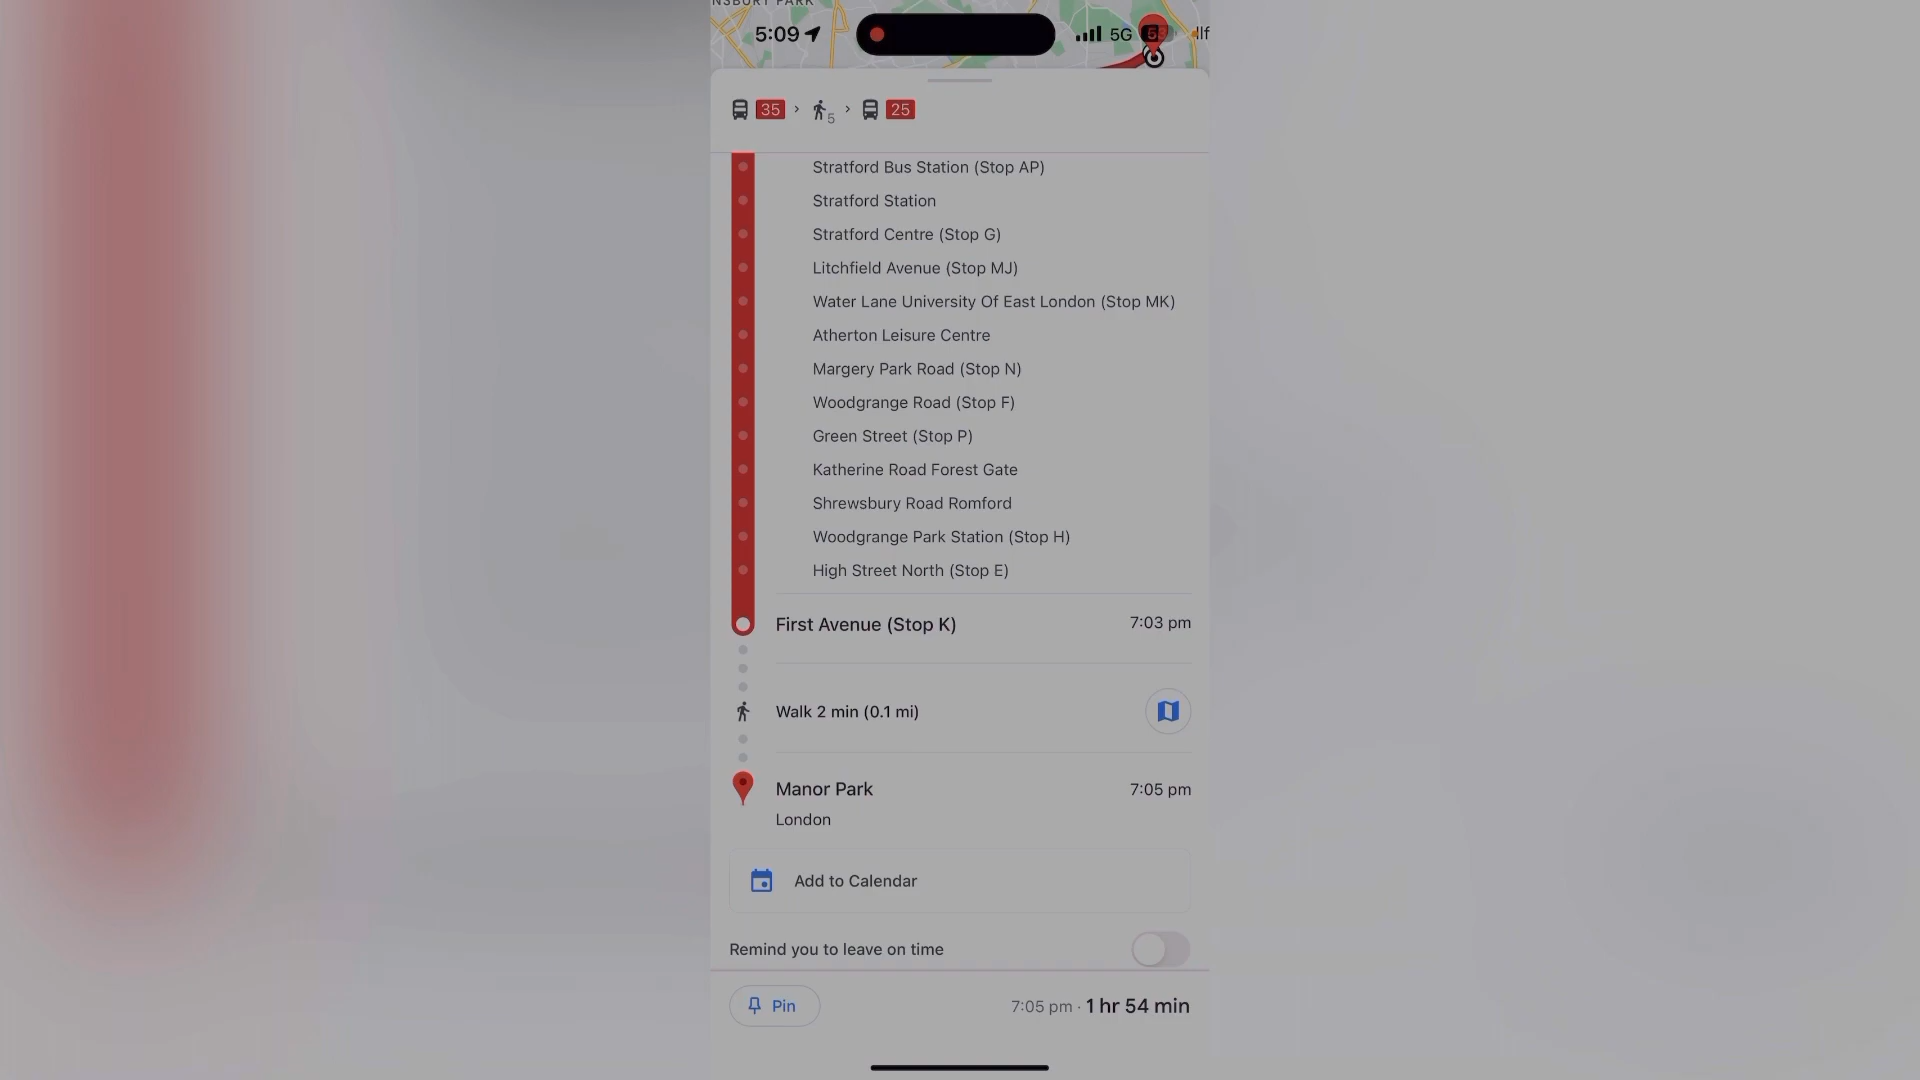 NSBURY PARK
5:09
5G
35 > 5 > 25
Stratford Bus Station (Stop AP)
Stratford Station
Stratford Centre (Stop G)
Litchfield Avenue (Stop MJ)
Water Lane University Of East London (Stop MK)
Atherton Leisure Centre
Margery Park Road (Stop N)
Woodgrange Road (Stop F)
Green Street (Stop P)
Katherine Road Forest Gate
Shrewsbury Road Romford
Woodgrange Park Station (Stop H)
High Street North (Stop E)
First Avenue (Stop K) 7:03 pm
Walk 2 min (0.1 mi)
Manor Park 7:05 pm
London
Add to Calendar
Remind you to leave on time
Pin 7:05 pm · 1 hr 54 min